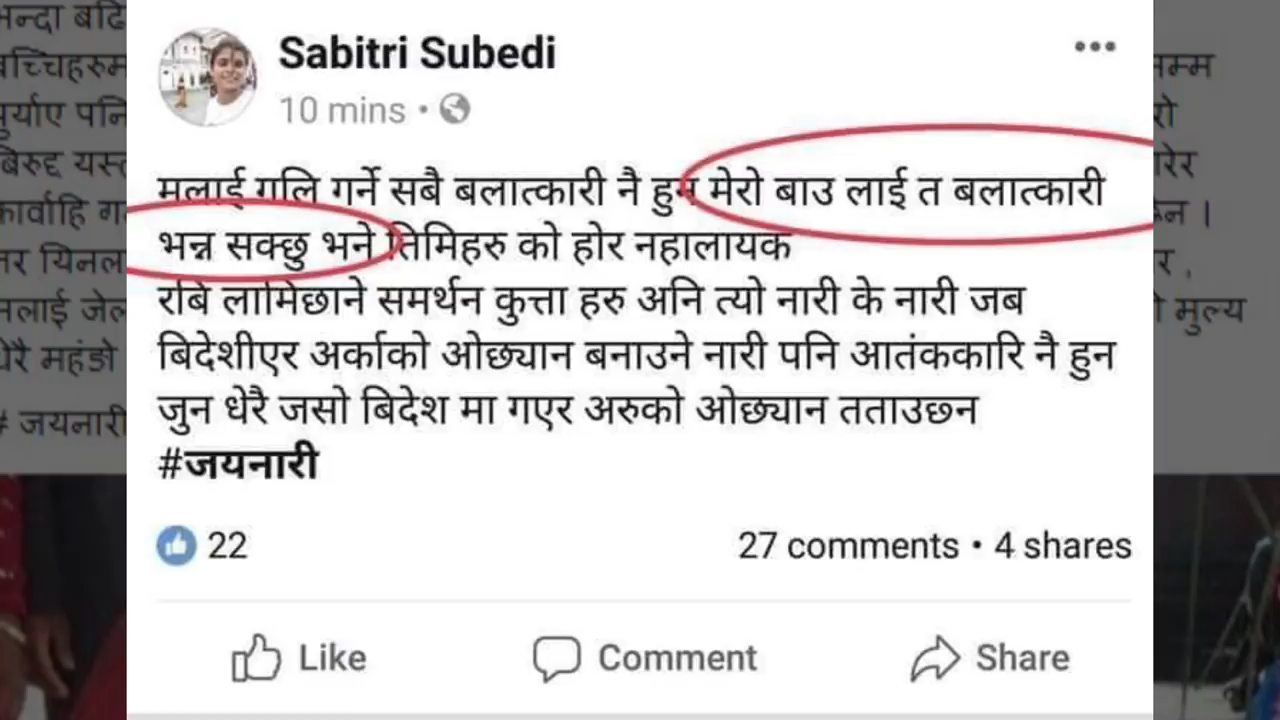 Sabitri Subedi
10 mins
मलाई गलि गर्ने सबै बलात्कारी नै हुन मेरो बाउ लाई त बलात्कारी
भन्न सक्छु भने तिमिहरु को होर नहालायक
रबि लामिछाने समर्थन कुत्ता हरु अनि त्यो नारी के नारी जब
बिदेशीएर अर्काको ओछ्यान बनाउने नारी पनि आतंककारि नै हुन
जुन धेरै जसो बिदेश मा गएर अरुको ओछ्यान तताउछन
#जयनारी
22
27 comments • 4 shares
Like Comment Share
# जयनारी
मुल्य